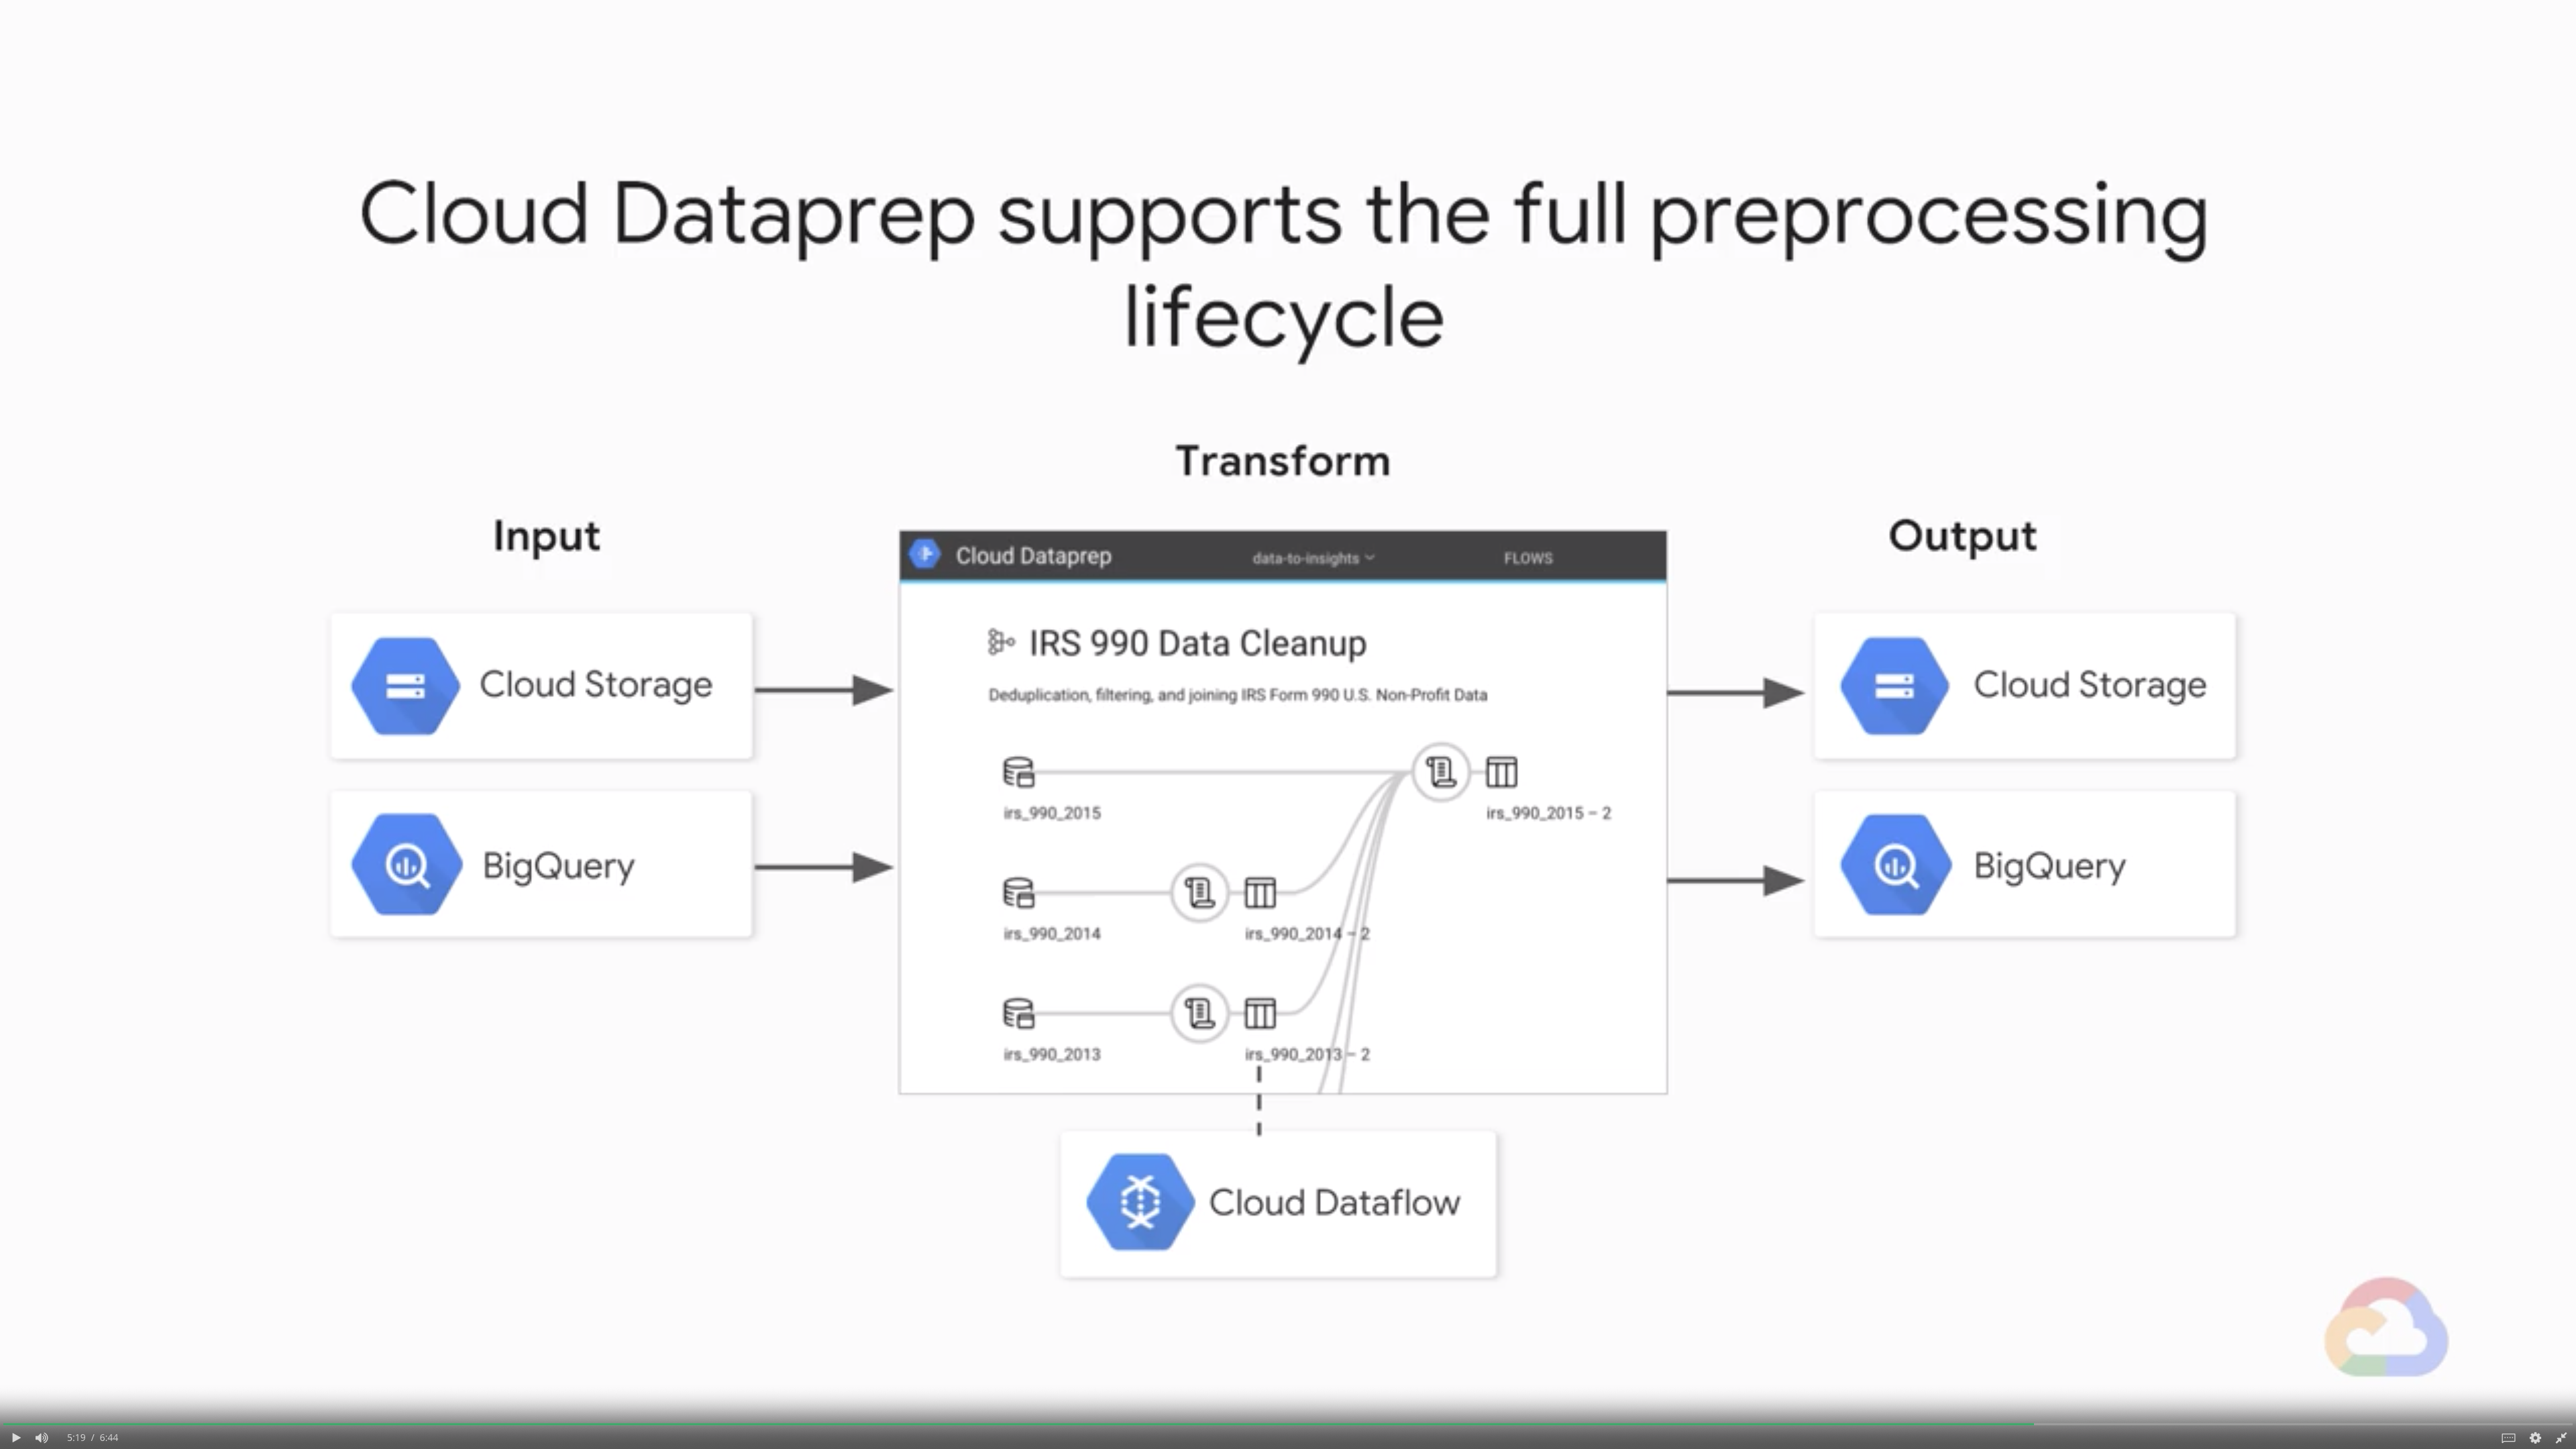 Cloud Dataprep supports the full preprocessing
lifecycle
Transform
Input
Output
Cloud Dataprep
data-to-insights
FLOWS
Cloud Storage
BigQuery
IRS 990 Data Cleanup
Deduplication, filtering, and joining IRS Form 990 U.S. Non-Profit Data
irs_990_2015
irs_990_2015 – 2
irs_990_2014
irs_990_2014 – 2
irs_990_2013
irs_990_2013 – 2
Cloud Storage
BigQuery
Cloud Dataflow
5:19 / 6:44